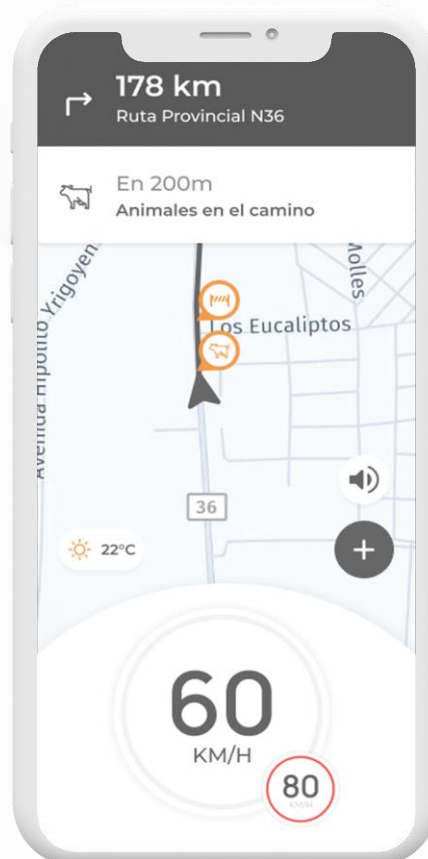 178 km
Ruta Provincial N36
En 200m
Animales en el camino
Avenida Hipólito Yrigoyen
Molles
Los Eucaliptos
36
22°C
+
60
KM/H
80
KM/H